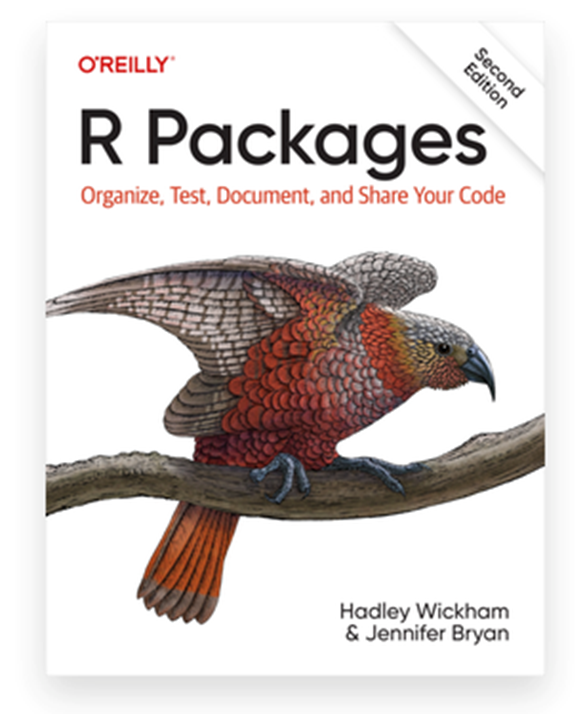 O'REILLY®
Second
Edition
R Packages
Organize, Test, Document, and Share Your Code
Hadley Wickham
& Jennifer Bryan